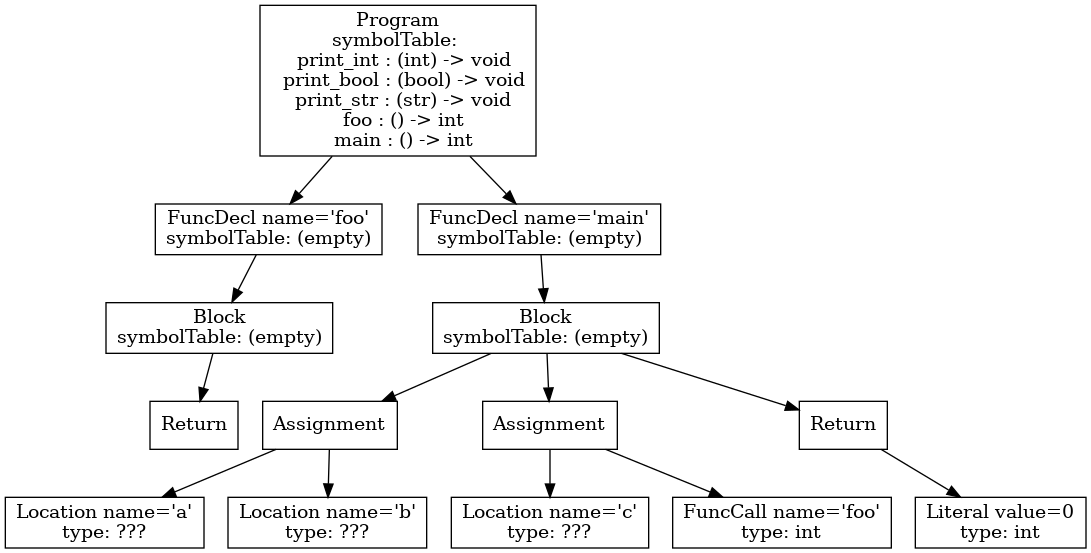 Program
symbolTable:
print_int : (int) -> void
print_bool : (bool) -> void
print_str : (str) -> void
foo : () -> int
main : () -> int
FuncDecl name='foo'
symbolTable: (empty)
FuncDecl name='main'
symbolTable: (empty)
Block
symbolTable: (empty)
Block
symbolTable: (empty)
Return
Assignment
Assignment
Return
Location name='a'
type: ???
Location name='b'
type: ???
Location name='c'
type: ???
FuncCall name='foo'
type: int
Literal value=0
type: int